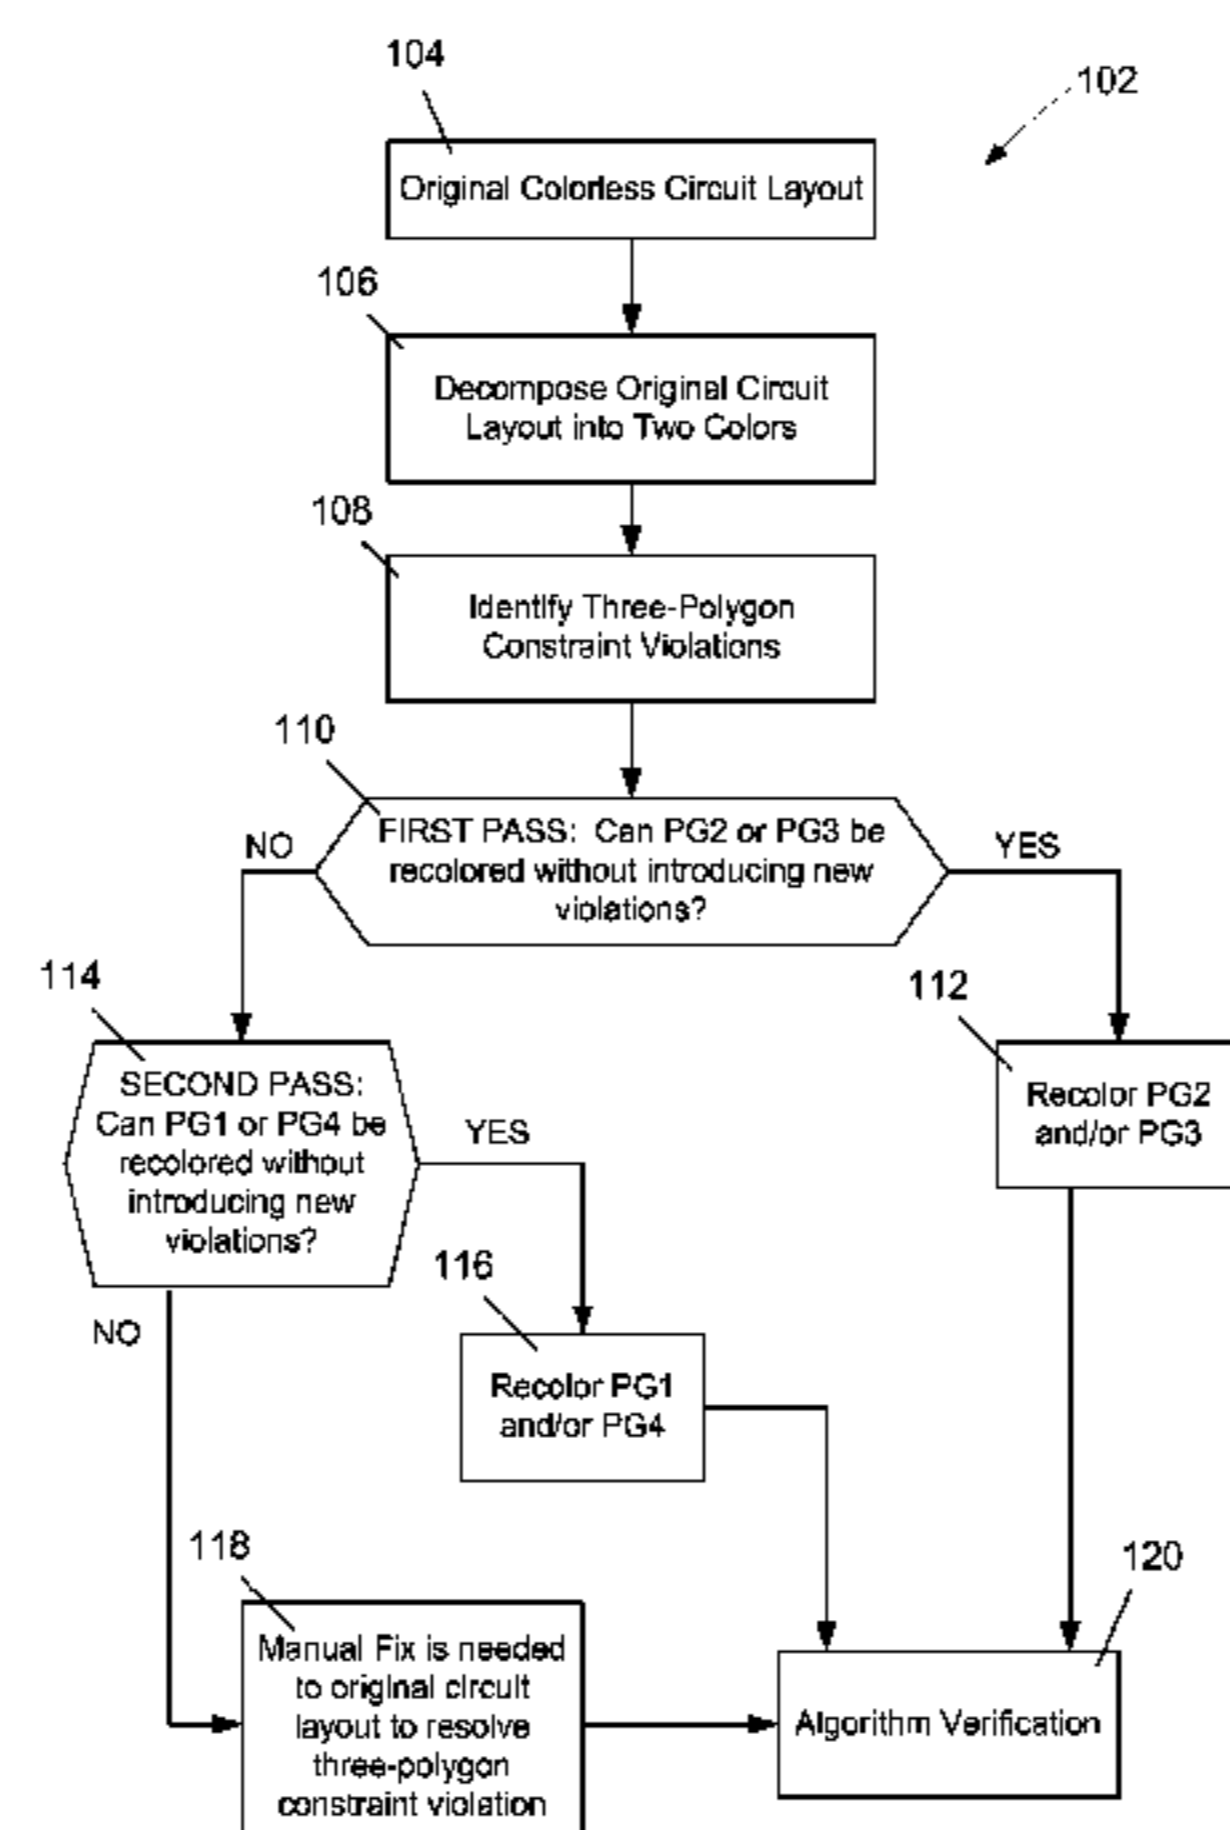 104
102
Original Colorless Circuit Layout
106
Decompose Original Circuit
Layout into Two Colors
108
Identify Three-Polygon
Constraint Violations
110
NO
FIRST PASS: Can PG2 or PG3 be
recolored without introducing new
violations?
YES
114
112
SECOND PASS:
Can PG1 or PG4 be
recolored without
introducing new
violations?
YES
Recolor PG2
and/or PG3
116
NO
Recolor PG1
and/or PG4
118
120
Manual Fix is needed
to original circuit
layout to resolve
three-polygon
constraint violation
Algorithm Verification